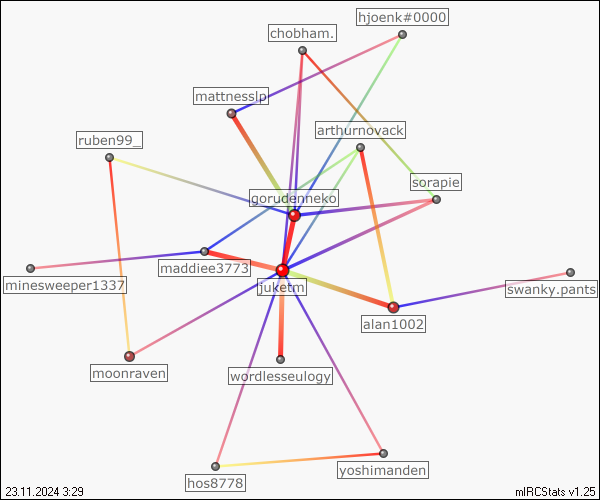 hjoenk#0000
chobham.
mattnesslp
arthurnovack
ruben99_
sorapie
gorudenneko
maddiee3773
minesweeper1337
juketm
swanky.pants
alan1002
moonraven
wordlesseulogy
yoshimanden
hos8778
23.11.2024 3:29
mIRCStats v1.25